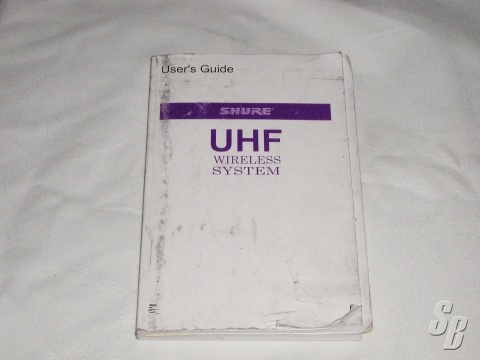 User's Guide
SHURE
UHF
WIRELESS
SYSTEM
SB